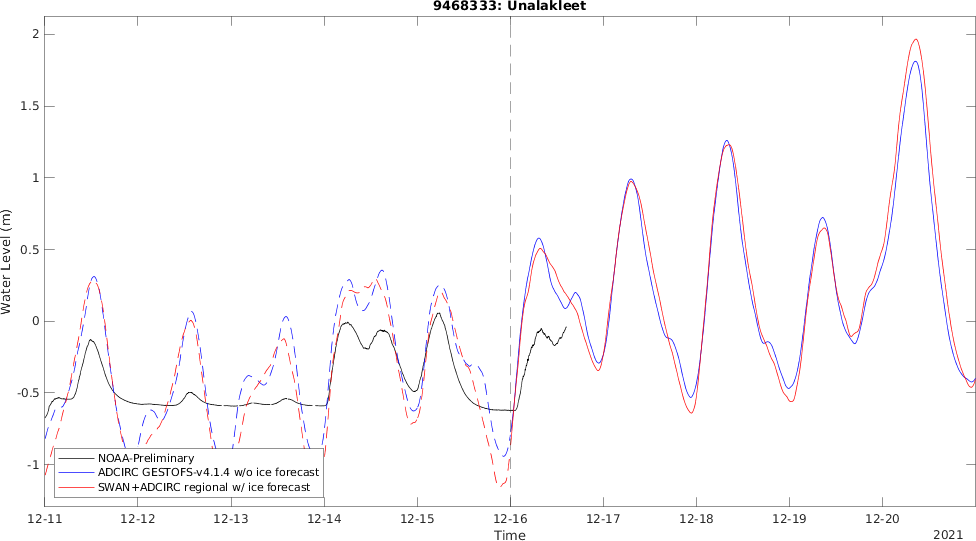 9468333: Unalakleet
Water Level (m)
2
1.5
1
0.5
0
-0.5
-1
NOAA-Preliminary
ADCIRC GESTOFS-v4.1.4 w/o ice forecast
SWAN+ADCIRC regional w/ ice forecast
12-11 12-12 12-13 12-14 12-15 12-16 12-17 12-18 12-19 12-20
Time
2021